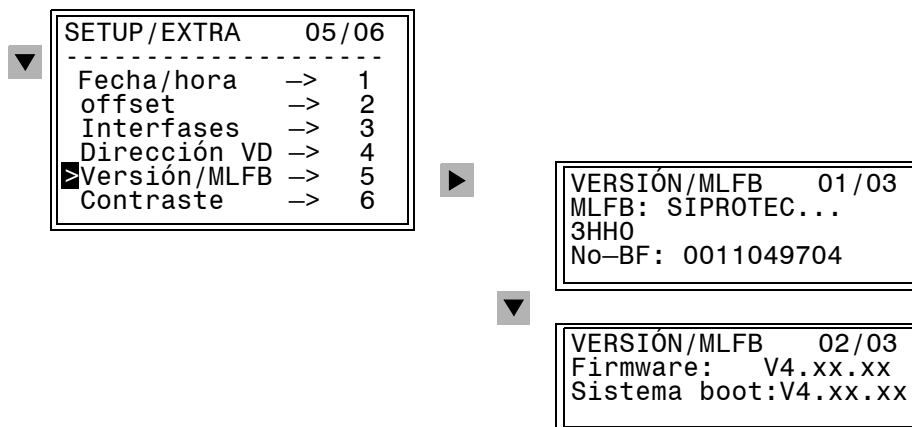 SETUP/EXTRA 05/06
---------------------
Fecha/hora —> 1
offset —> 2
Interfases —> 3
Dirección VD —> 4
>Versión/MLFB —> 5
Contraste —> 6
VERSIÓN/MLFB 01/03
MLFB: SIPROTEC...
3HH0
No—BF: 0011049704
VERSIÓN/MLFB 02/03
Firmware: V4.xx.xx
Sistema boot:V4.xx.xx